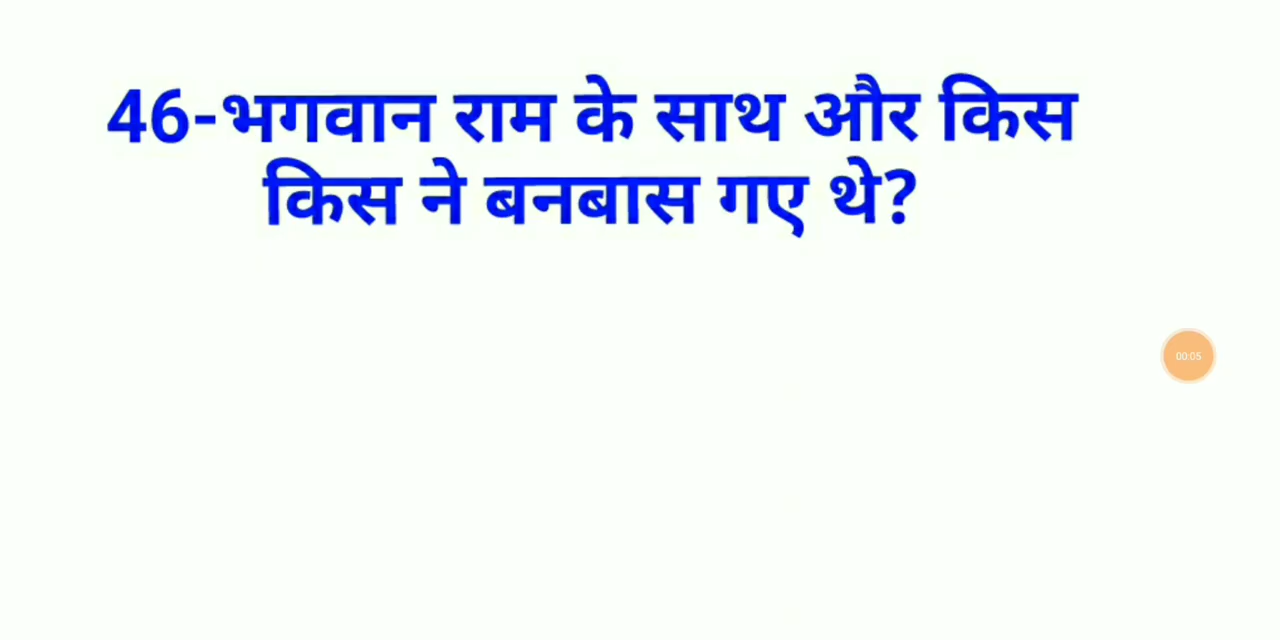 46-भगवान राम के साथ और किस
किस ने बनबास गए थे?
00:05